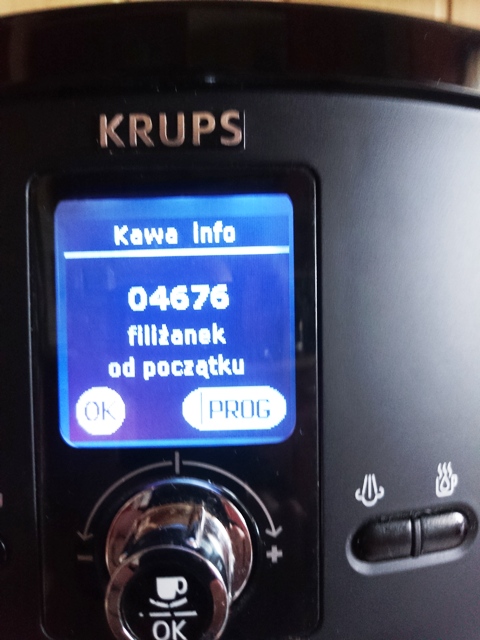 KRUPS
Kawa info
04676
filiżanek
od początku
OK PROG
- +
OK